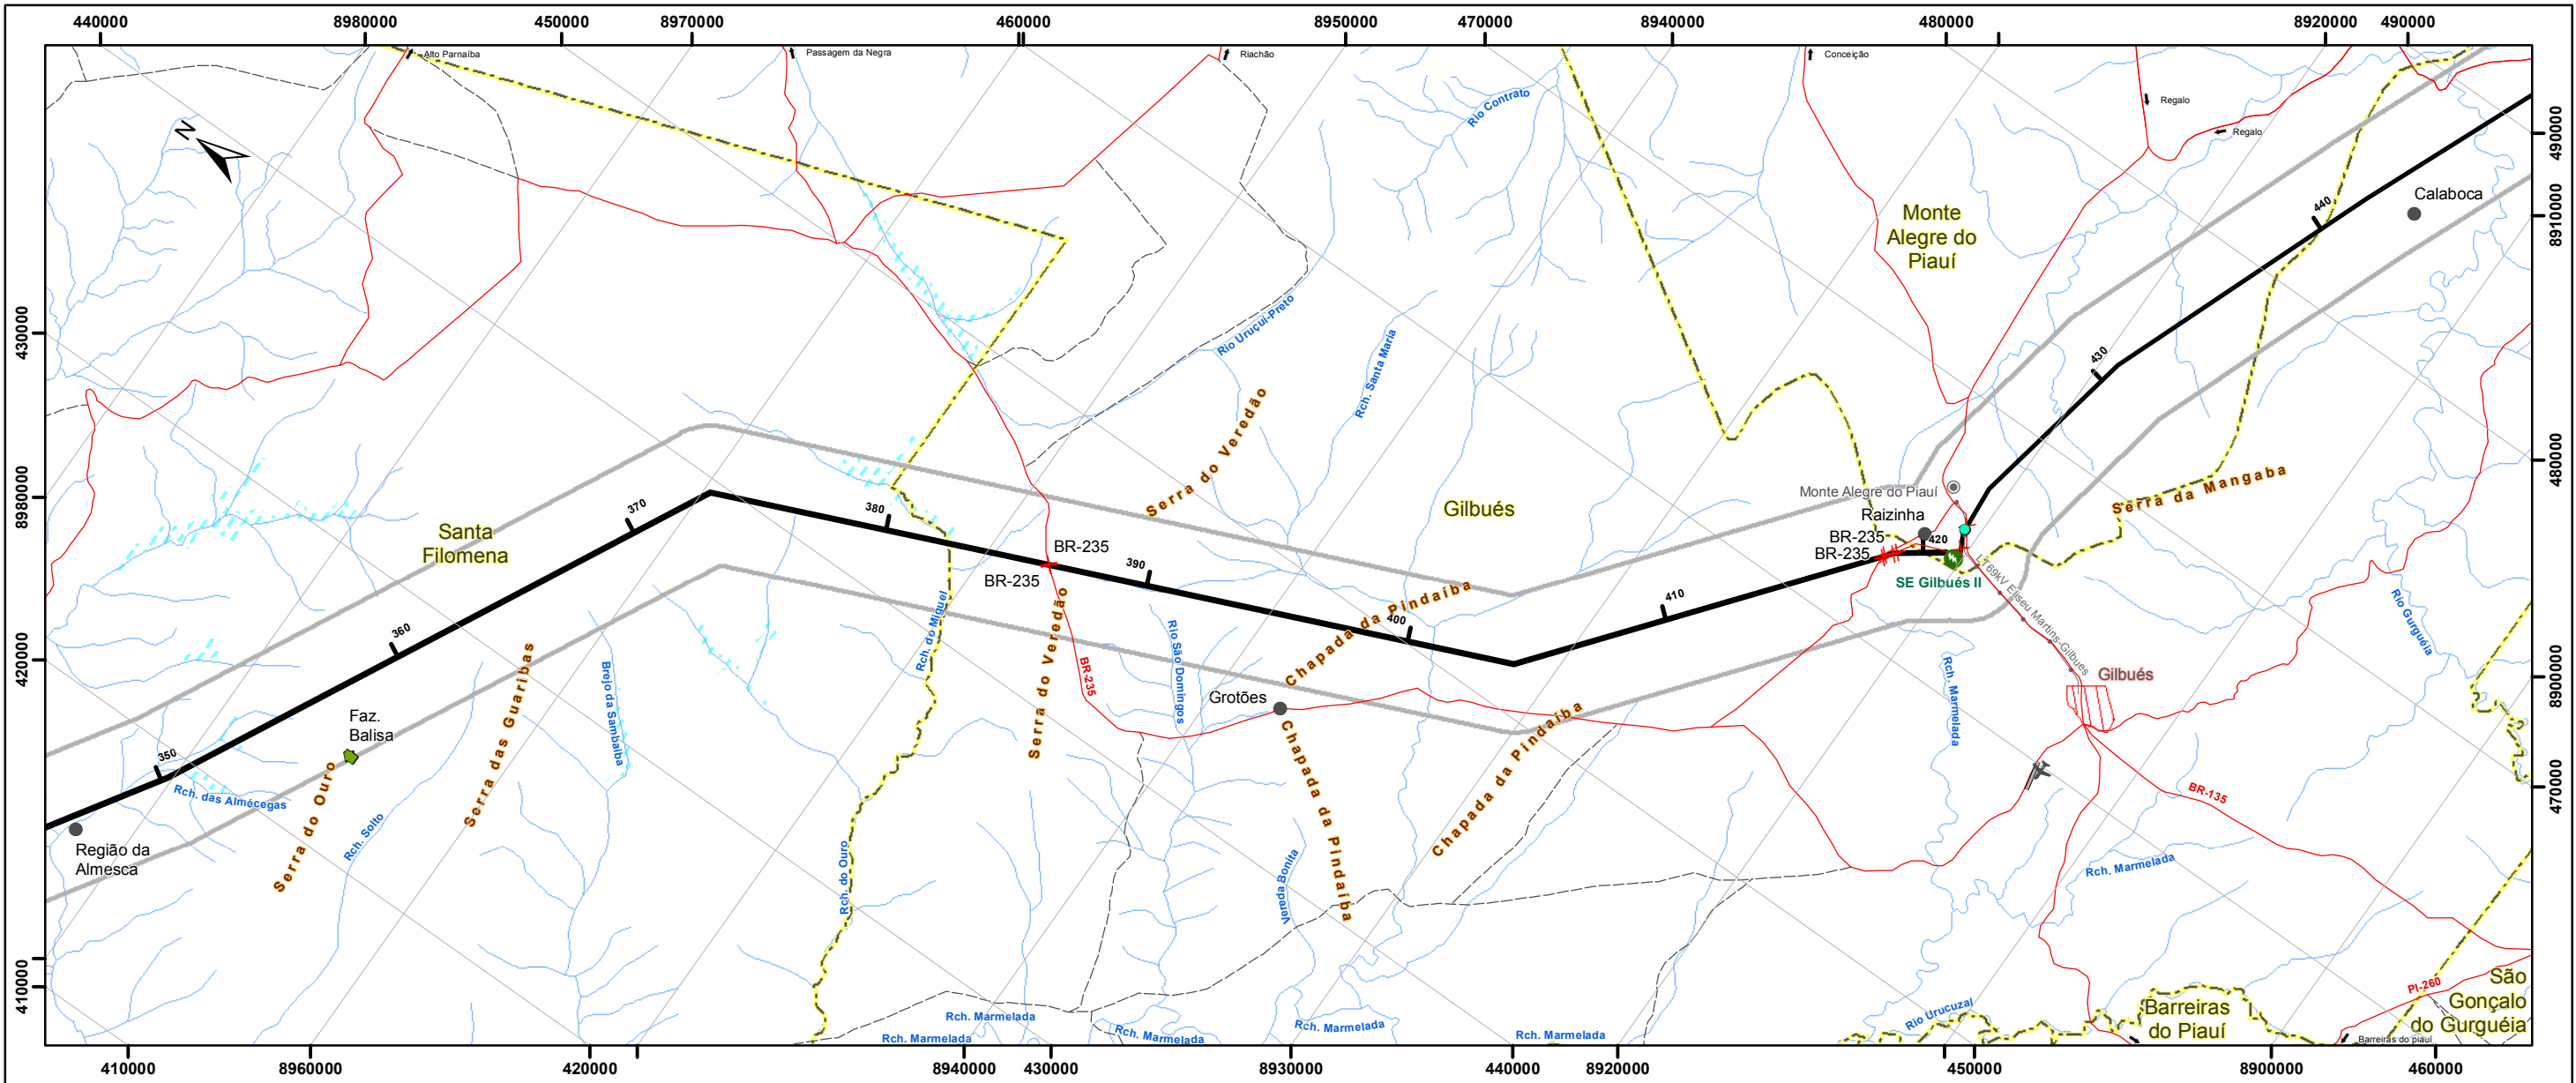 440000
8980000
450000
8970000
460000
8950000
470000
8940000
4800000
8920000
4900000
Alto Parnaíba
Passagem da Negra
Riachão
Conceição
Regalo
Regalo
N
Rio Contrato
4900000
Calaboca
8910000
Monte
Alegre do
Piauí
440
430000
Rio Uruçuí-Preto
Rch. Santa Maria
430
Serra do Veredão
480000
8980000
Santa
Filomena
370
380
390
Gilbués
Monte Alegre do Piauí
Raizinha
BR-235
BR-235
420
Serra da Mangaba
BR-235
BR-235
SE Gilbués II
LT69kV Eliseu Martins-Gilbues
360
Rch. do Miguel
Serra do Veredão
Rio São Domingos
400
410
Chapada da Pindaíba
Rio Gurguéia
420000
Serra das Guaribas
Brejo da Sambaíba
BR-235
Grotões
Rch. Marmelada
Gilbués
8900000
Faz.
Balisa
350
Rch. das Almécegas
Serra do Ouro
Rch. Solto
Chapada da Pindaíba
Chapada da Pindaíba
BR-135
470000
Região da
Almesca
Rch. do Ouro
Vereda Bonita
Rch. Marmelada
410000
PI-260
São
Gonçalo
do Gurguéia
Barreiras
do Piauí
Rio Urucuzal
Rch. Marmelada
Rch. Marmelada
Rch. Marmelada
Rch. Marmelada
Rch. Marmelada
Barreiras do piauí
410000
8960000
420000
8940000
430000
8930000
440000
8920000
450000
8900000
460000